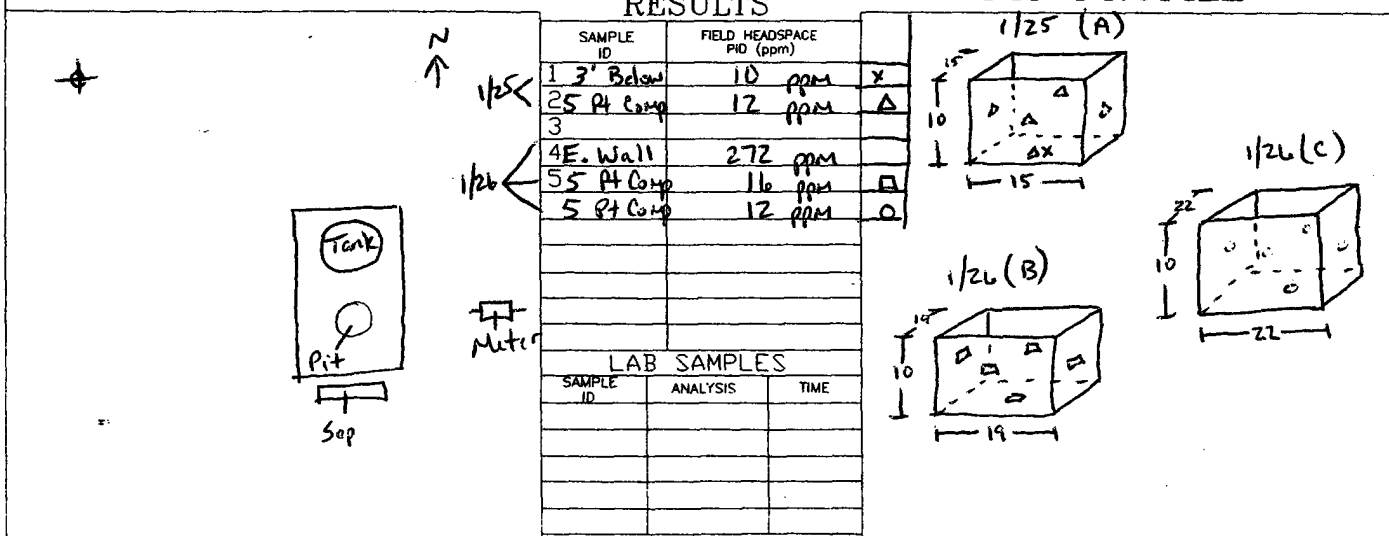 RESULTS
N
SAMPLE ID FIELD HEADSPACE PID (ppm)
1/25 < 1 3' Below 10 ppm x
2 5 Pt Comp 12 ppm Δ
3
1/26 < 4 E. Wall 272 ppm
5 5 Pt Comp 16 ppm □
5 Pt Comp 12 ppm O
LAB SAMPLES
SAMPLE ID ANALYSIS TIME
Tank
Pit
Sep
Meter
1/25 (A)
15
10
15
1/26 (B)
19
10
19
1/26 (C)
22
10
22